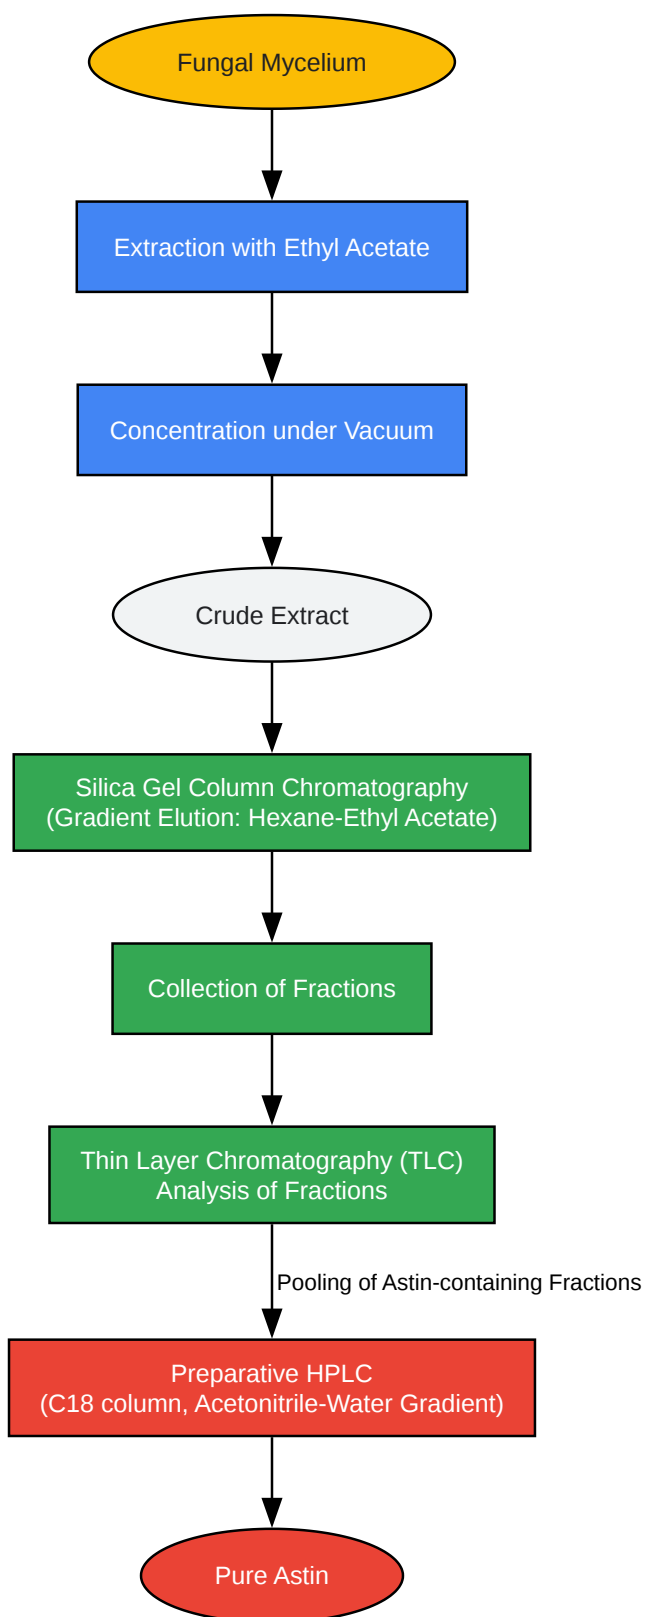 Fungal Mycelium
Extraction with Ethyl Acetate
Concentration under Vacuum
Crude Extract
Silica Gel Column Chromatography
(Gradient Elution: Hexane-Ethyl Acetate)
Collection of Fractions
Thin Layer Chromatography (TLC)
Analysis of Fractions
Pooling of Astin-containing Fractions
Preparative HPLC
(C18 column, Acetonitrile-Water Gradient)
Pure Astin